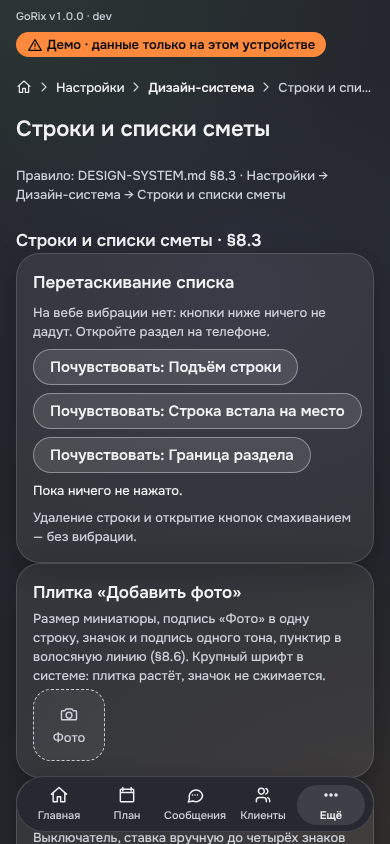 GoRix v1.0.0 · dev
Демо · данные только на этом устройстве
Настройки
Дизайн-система
Строки и спи...
Строки и списки сметы
Правило: DESIGN-SYSTEM.md §8.3 · Настройки →
Дизайн-система → Строки и списки сметы
Строки и списки сметы · §8.3
Перетаскивание списка
На вебе вибрации нет: кнопки ниже ничего не
дадут. Откройте раздел на телефоне.
Почувствовать: Подъём строки
Почувствовать: Строка встала на место
Почувствовать: Граница раздела
Пока ничего не нажато.
Удаление строки и открытие кнопок смахиванием
— без вибрации.
Плитка «Добавить фото»
Размер миниатюры, подпись «Фото» в одну
строку, значок и подпись одного тона, пунктир в
волосяную линию (§8.6). Крупный шрифт в
системе: плитка растёт, значок не сжимается.
Фото
Главная
План
Сообщения
Клиенты
Ещё
Выключатель, ставка вручную до четырёх знаков